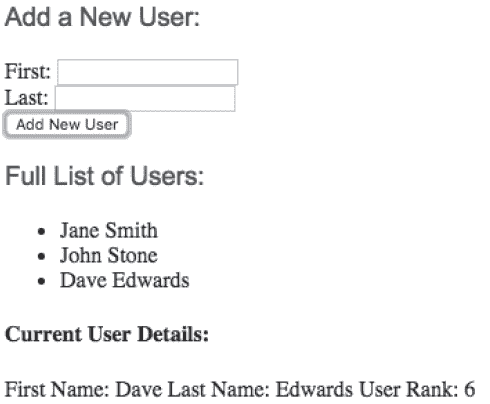 Add a New User:
First:
Last:
Add New User
Full List of Users:
Jane Smith
John Stone
Dave Edwards
Current User Details:
First Name: Dave Last Name: Edwards User Rank: 6